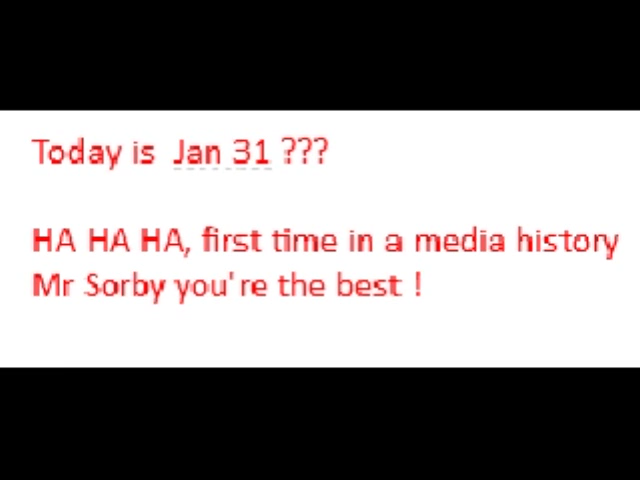 Today is Jan 31 ???
HA HA HA, first time in a media history
Mr Sorby you're the best !